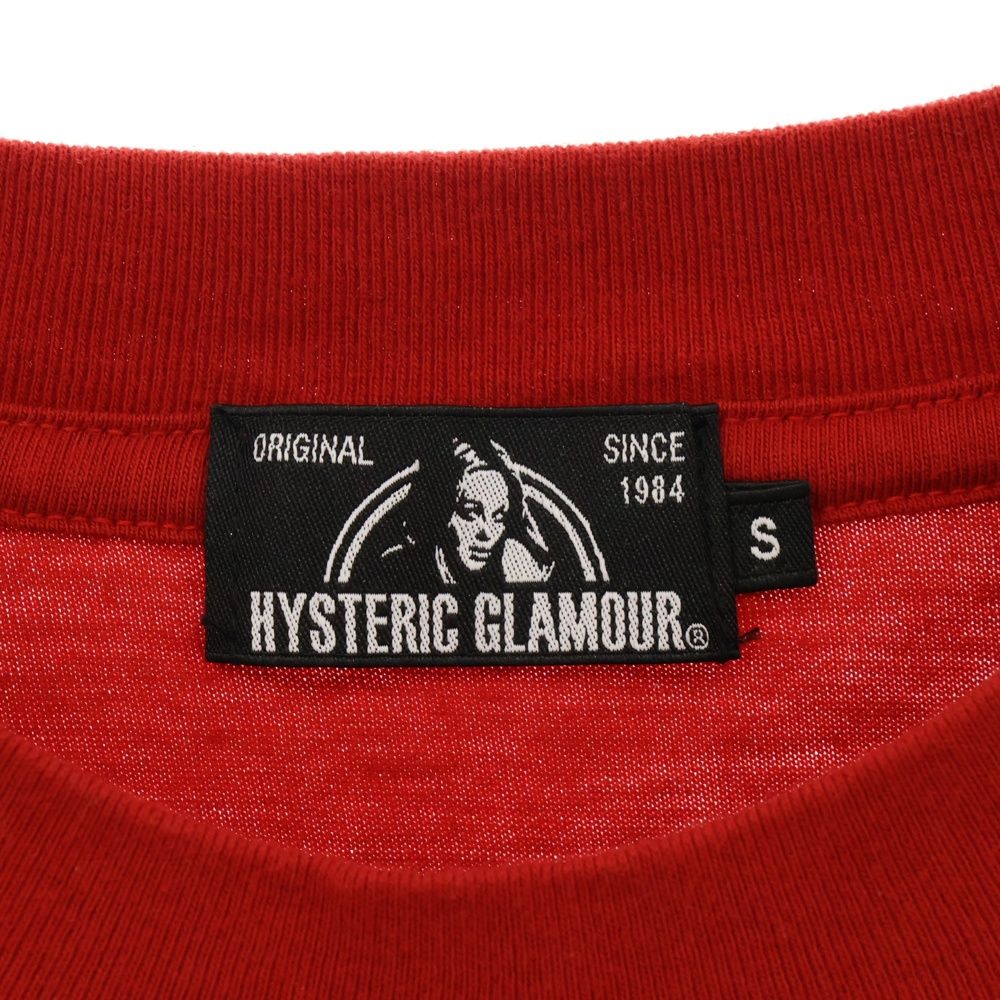 ORIGINAL
SINCE
1984
HYSTERIC GLAMOUR®
S